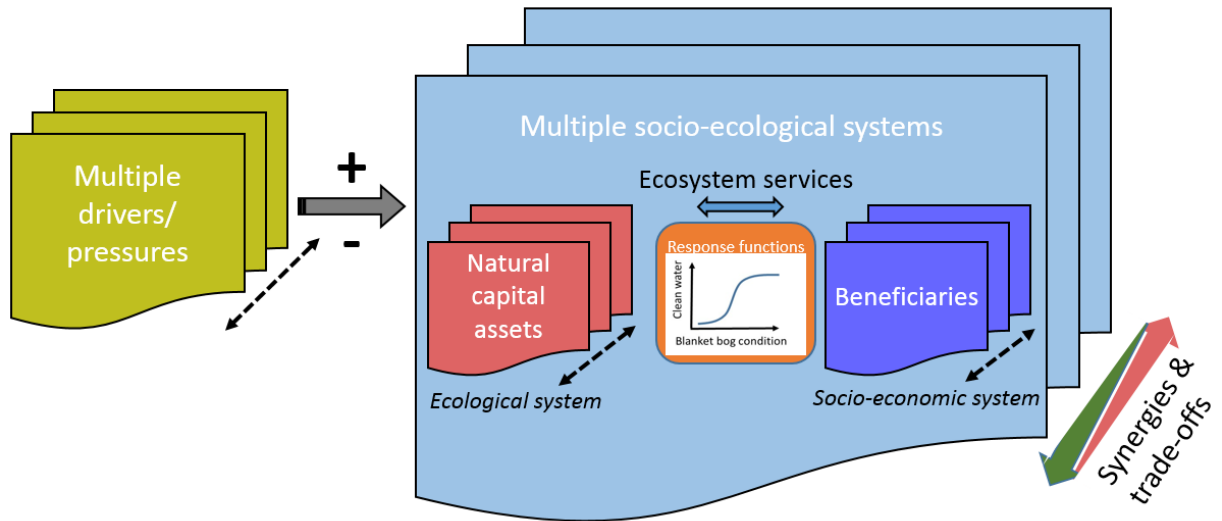 Multiple
drivers/
pressures
+
-
Multiple socio-ecological systems
Ecosystem services
Natural
capital
assets
Response functions
Clean water
Blanket bog condition
Beneficiaries
Ecological system
Socio-economic system
Synergies &
trade-offs